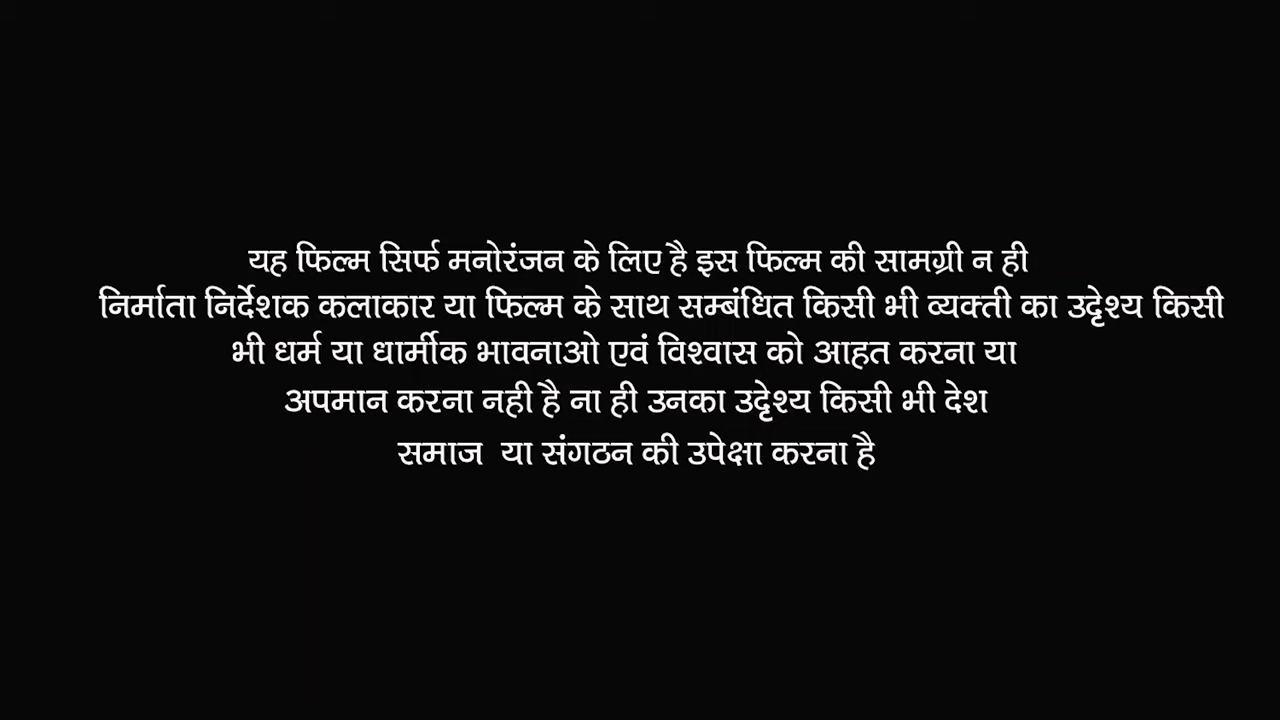 यह फिल्म सिर्फ मनोरंजन के लिए है इस फिल्म की सामग्री न ही
निर्माता निर्देशक कलाकार या फिल्म के साथ सम्बंधित किसी भी व्यक्ती का उद्देश्य किसी
भी धर्म या धार्मीक भावनाओ एवं विश्वास को आहत करना या
अपमान करना नही है ना ही उनका उद्देश्य किसी भी देश
समाज या संगठन की उपेक्षा करना है